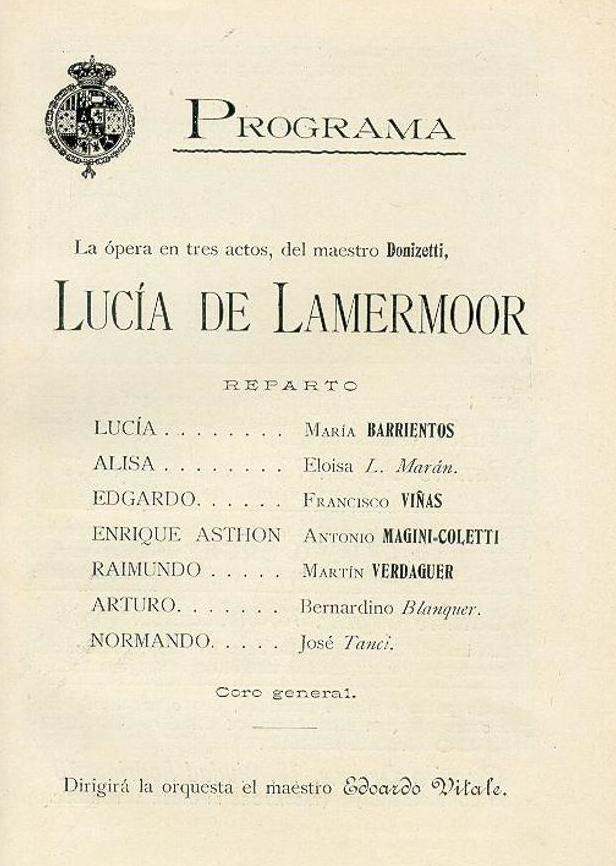 PROGRAMA
La ópera en tres actos, del maestro Donizetti,
LUCÍA DE LAMERMOOR
REPARTO
LUCÍA . . . . . . . . MARÍA BARRIENTOS
ALISA . . . . . . . . Eloisa L. Marán.
EDGARDO. . . . . . FRANCISCO VIÑAS
ENRIQUE ASTHON ANTONIO MAGINI-COLETTI
RAIMUNDO . . . . . MARTÍN VERDAGUER
ARTURO. . . . . . . Bernardino Blanquer.
NORMANDO. . . . . José Tanci.
Coro general.
Dirigirá la orquesta el maestro Edoardo Vitale.